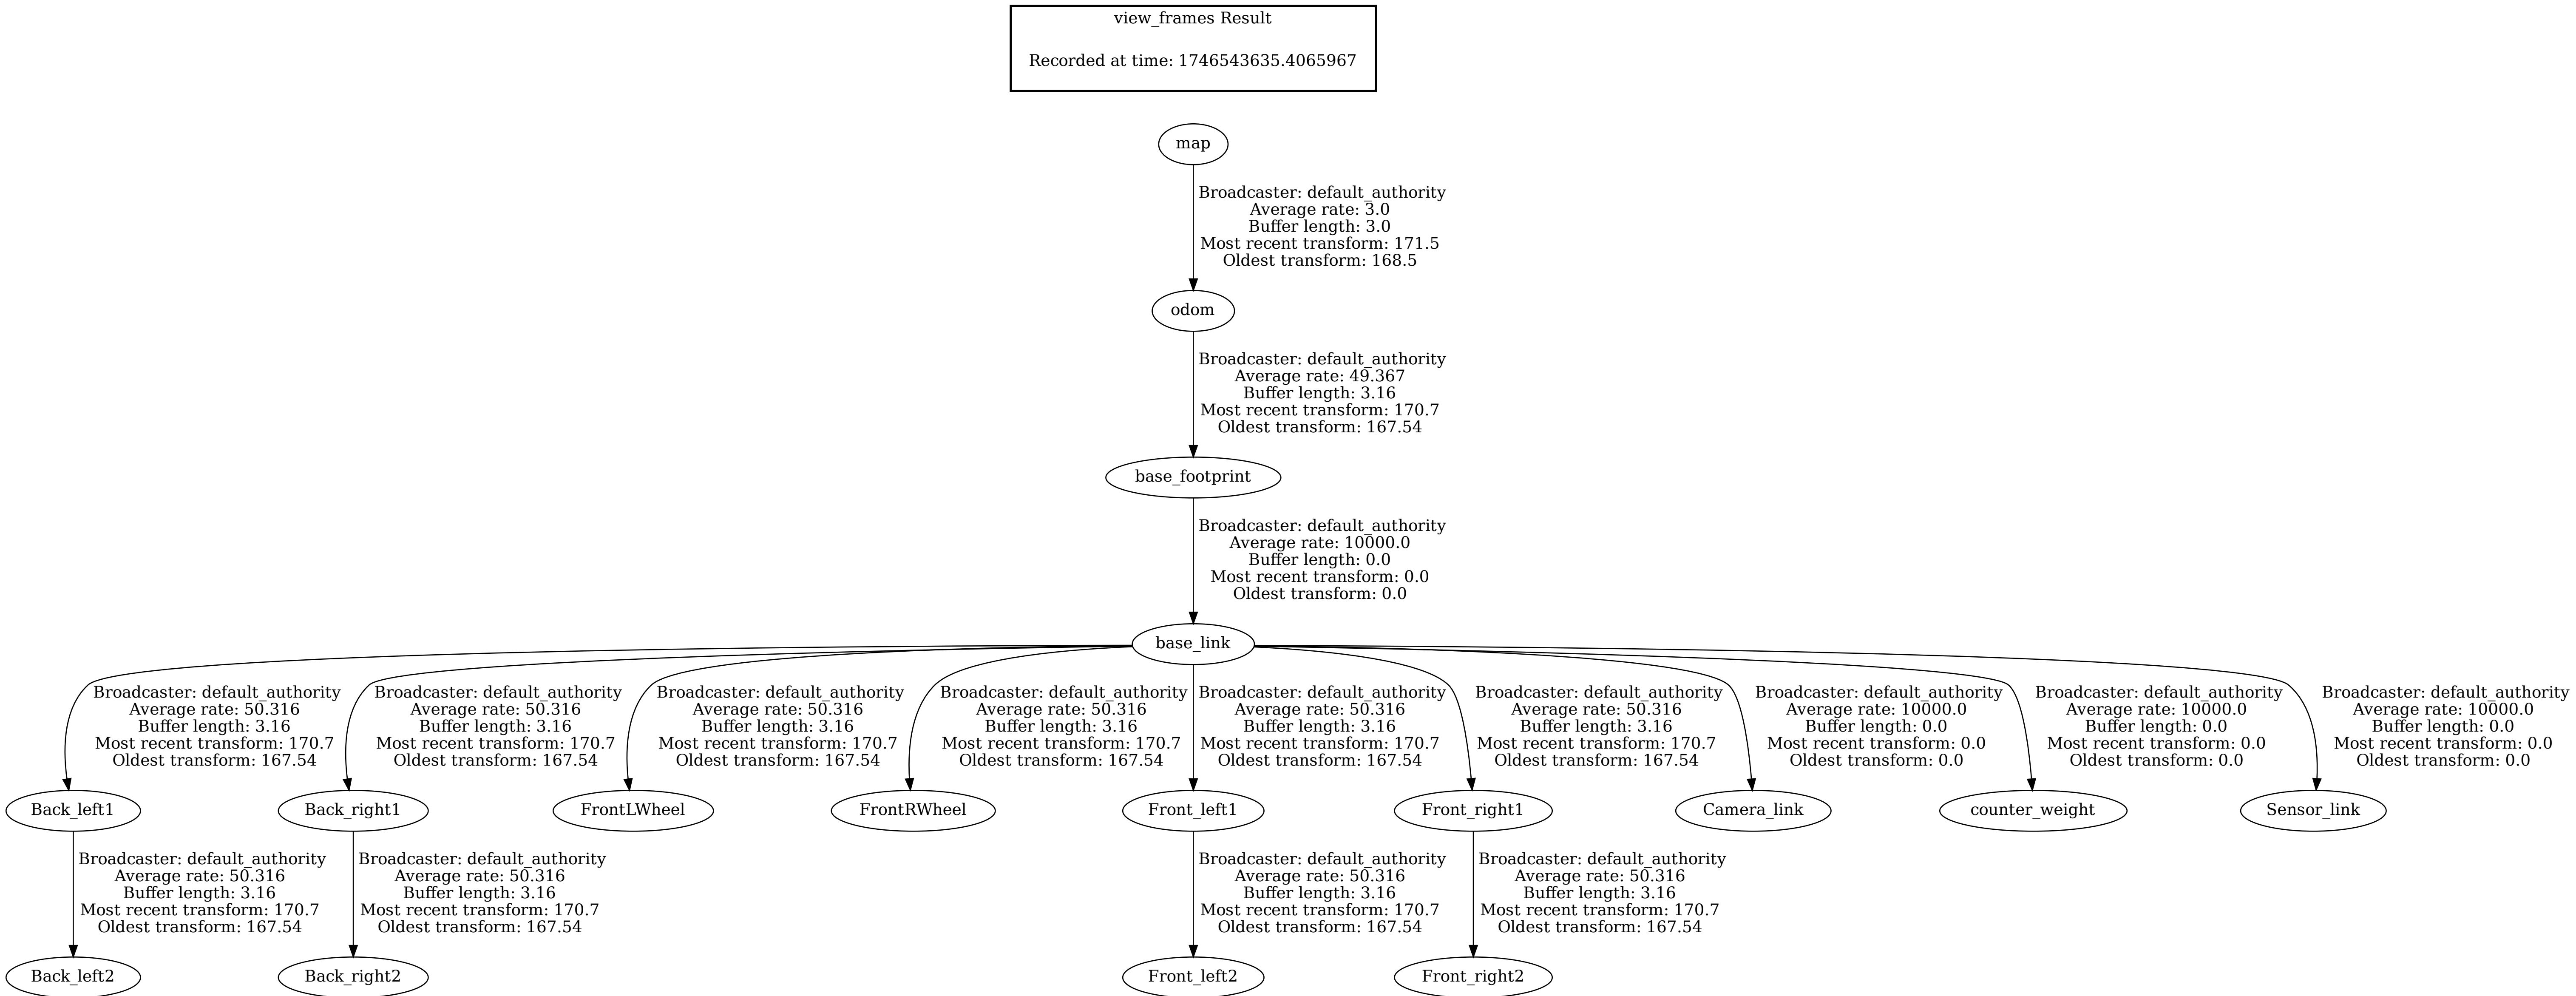 view_frames Result
Recorded at time: 1746543635.4065967
map
Broadcaster: default_authority
Average rate: 3.0
Buffer length: 3.0
Most recent transform: 171.5
Oldest transform: 168.5
odom
Broadcaster: default_authority
Average rate: 49.367
Buffer length: 3.16
Most recent transform: 170.7
Oldest transform: 167.54
base_footprint
Broadcaster: default_authority
Average rate: 10000.0
Buffer length: 0.0
Most recent transform: 0.0
Oldest transform: 0.0
base_link
Broadcaster: default_authority
Average rate: 50.316
Buffer length: 3.16
Most recent transform: 170.7
Oldest transform: 167.54
Broadcaster: default_authority
Average rate: 50.316
Buffer length: 3.16
Most recent transform: 170.7
Oldest transform: 167.54
Broadcaster: default_authority
Average rate: 50.316
Buffer length: 3.16
Most recent transform: 170.7
Oldest transform: 167.54
Broadcaster: default_authority
Average rate: 50.316
Buffer length: 3.16
Most recent transform: 170.7
Oldest transform: 167.54
Broadcaster: default_authority
Average rate: 50.316
Buffer length: 3.16
Most recent transform: 170.7
Oldest transform: 167.54
Broadcaster: default_authority
Average rate: 50.316
Buffer length: 3.16
Most recent transform: 170.7
Oldest transform: 167.54
Broadcaster: default_authority
Average rate: 10000.0
Buffer length: 0.0
Most recent transform: 0.0
Oldest transform: 0.0
Broadcaster: default_authority
Average rate: 10000.0
Buffer length: 0.0
Most recent transform: 0.0
Oldest transform: 0.0
Broadcaster: default_authority
Average rate: 10000.0
Buffer length: 0.0
Most recent transform: 0.0
Oldest transform: 0.0
Back_left1
Back_right1
FrontLWheel
FrontRWheel
Front_left1
Front_right1
Camera_link
counter_weight
Sensor_link
Broadcaster: default_authority
Average rate: 50.316
Buffer length: 3.16
Most recent transform: 170.7
Oldest transform: 167.54
Broadcaster: default_authority
Average rate: 50.316
Buffer length: 3.16
Most recent transform: 170.7
Oldest transform: 167.54
Broadcaster: default_authority
Average rate: 50.316
Buffer length: 3.16
Most recent transform: 170.7
Oldest transform: 167.54
Broadcaster: default_authority
Average rate: 50.316
Buffer length: 3.16
Most recent transform: 170.7
Oldest transform: 167.54
Back_left2
Back_right2
Front_left2
Front_right2